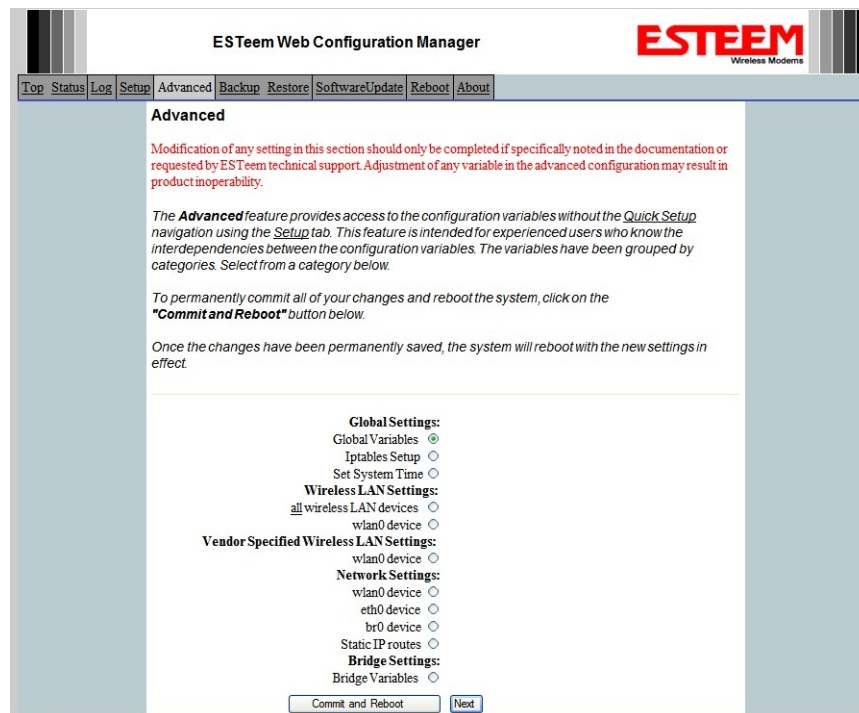 ESTeem Web Configuration Manager
ESTEEM
Wireless Modems
Top Status Log Setup Advanced Backup Restore SoftwareUpdate Reboot About
Advanced
Modification of any setting in this section should only be completed if specifically noted in the documentation or
requested by ESTeem technical support. Adjustment of any variable in the advanced configuration may result in
product inoperability.
The Advanced feature provides access to the configuration variables without the Quick Setup
navigation using the Setup tab. This feature is intended for experienced users who know the
interdependencies between the configuration variables. The variables have been grouped by
categories. Select from a category below.
To permanently commit all of your changes and reboot the system, click on the
"Commit and Reboot" button below.
Once the changes have been permanently saved, the system will reboot with the new settings in
effect.
Global Settings:
Global Variables
Iptables Setup
Set System Time
Wireless LAN Settings:
all wireless LAN devices
wlan0 device
Vendor Specified Wireless LAN Settings:
wlan0 device
Network Settings:
wlan0 device
eth0 device
br0 device
Static IP routes
Bridge Settings:
Bridge Variables
Commit and Reboot Next